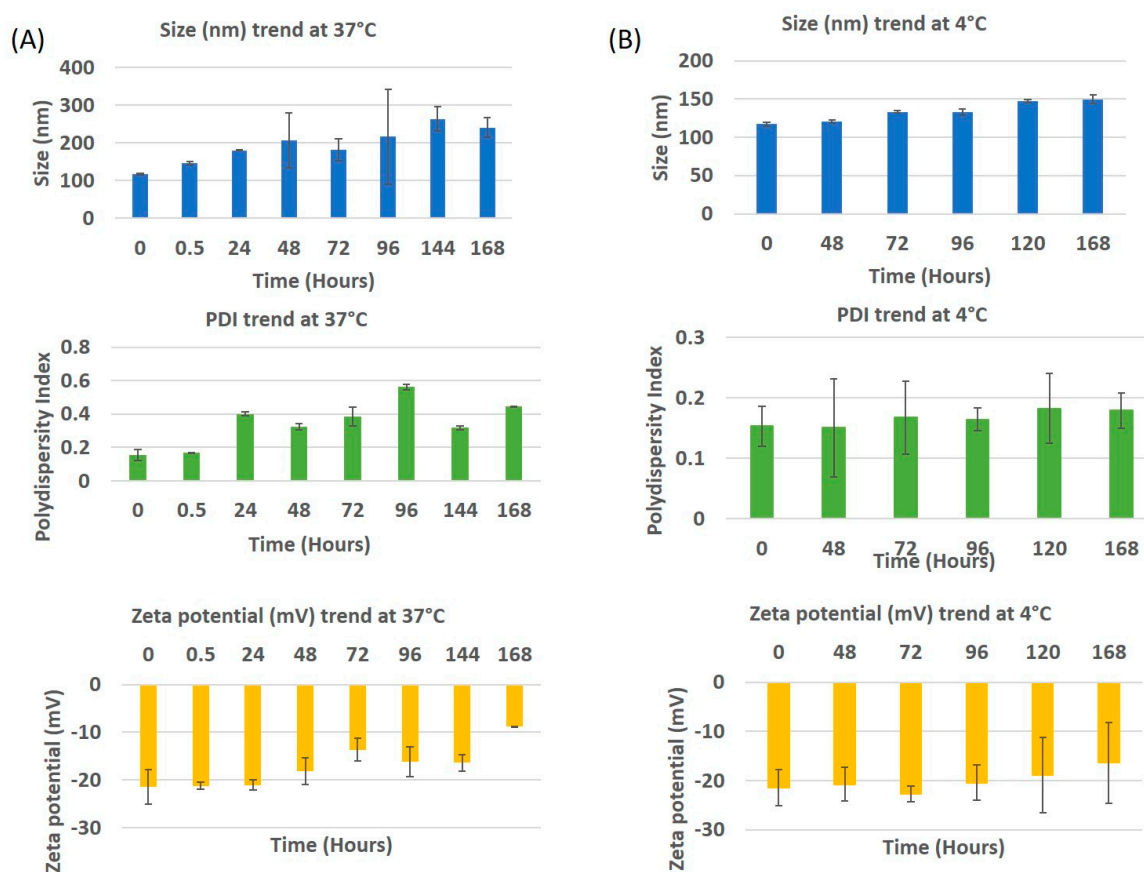 (A)
Size (nm) trend at 37°C
Size (nm)
400
300
200
100
0
0 0.5 24 48 72 96 144 168
Time (Hours)
PDI trend at 37°C
Polydispersity Index
0.8
0.6
0.4
0.2
0
0 0.5 24 48 72 96 144 168
Time (Hours)
Zeta potential (mV) trend at 37°C
0 0.5 24 48 72 96 144 168
Zeta potential (mV)
0
-10
-20
-30
Time (Hours)
(B)
Size (nm) trend at 4°C
Size (nm)
200
150
100
50
0
0 48 72 96 120 168
Time (Hours)
PDI trend at 4°C
Polydispersity Index
0.3
0.2
0.1
0
0 48 72 96 120 168
Time (Hours)
Zeta potential (mV) trend at 4°C
0 48 72 96 120 168
Zeta potential (mV)
0
-10
-20
-30
Time (Hours)